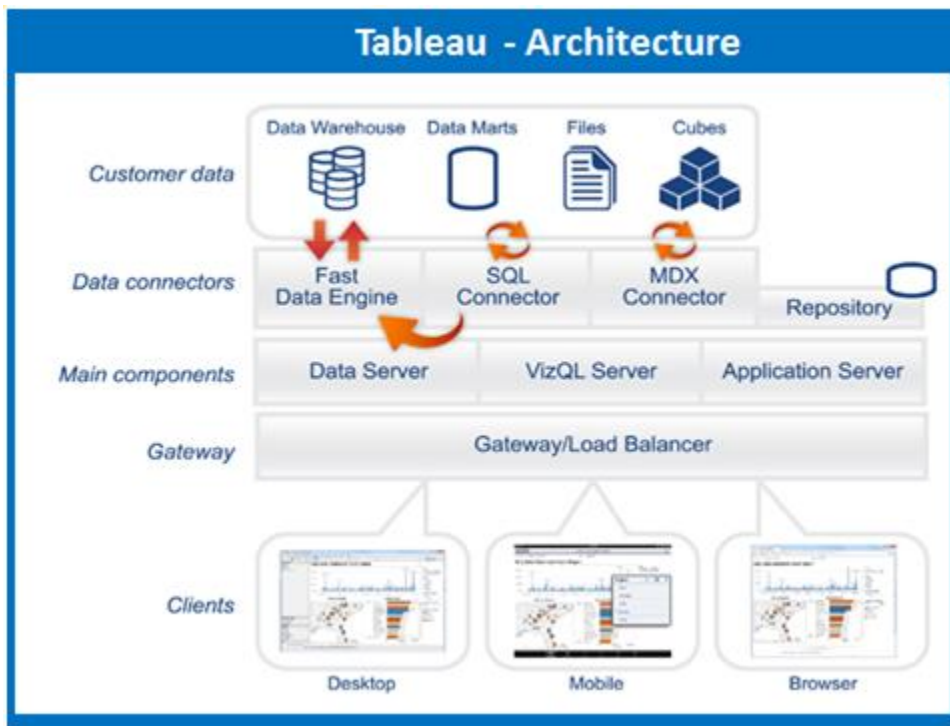 Tableau - Architecture
Data Warehouse Data Marts Files Cubes
Customer data
Data connectors
Fast
Data Engine
SQL
Connector
MDX
Connector
Repository
Main components
Data Server VizQL Server Application Server
Gateway
Gateway/Load Balancer
Clients
Desktop Mobile Browser